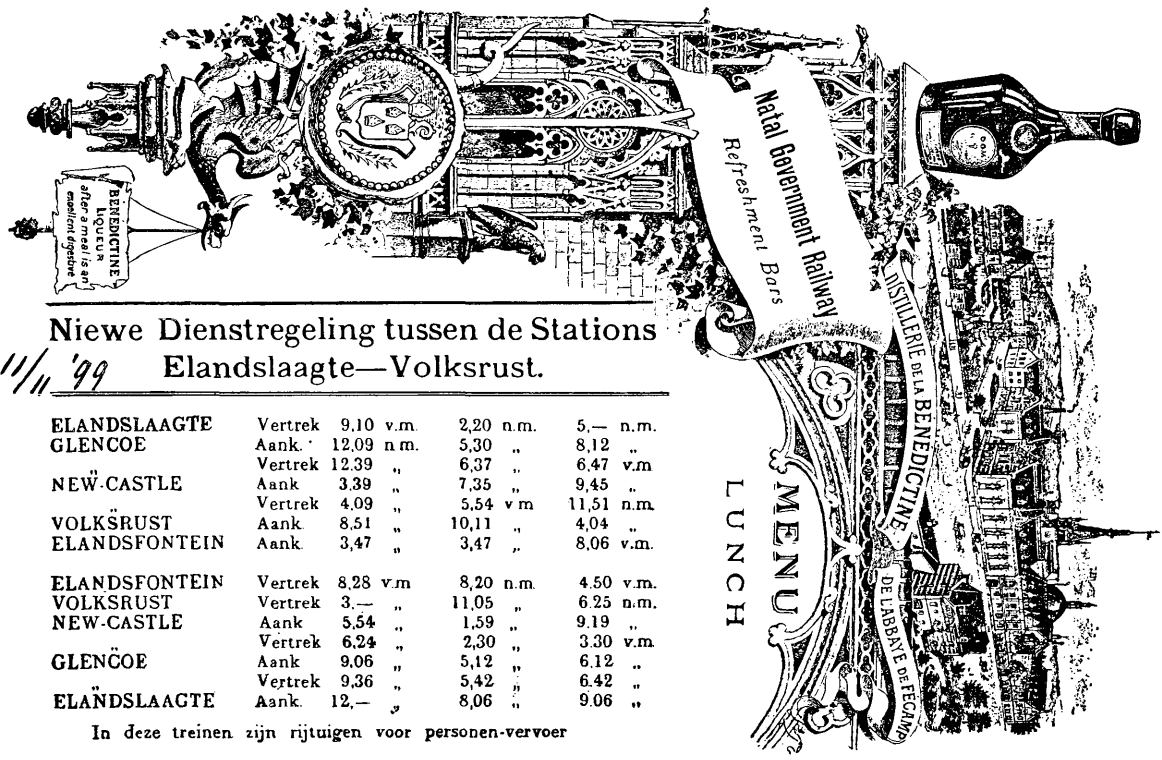 Niewe Dienstregeling tussen de Stations
Elandslaagte—Volksrust.
11/11 '99
ELANDSLAAGTE Vertrek 9,10 v.m. 2,20 n.m. 5,— n.m.
GLENCOE Aank. 12,09 n m. 5,30 „ 8,12 „
„ Vertrek 12.39 „ 6,37 „ 6,47 v.m
NEW-CASTLE Aank 3.39 „ 7,35 „ 9,45 „
„ Vertrek 4.09 „ 5,54 v m 11,51 n.m.
VOLKSRUST Aank. 8,51 „ 10,11 „ 4,04 „
ELANDSFONTEIN Aank. 3,47 „ 3,47 „ 8,06 v.m.
ELANDSFONTEIN Vertrek 8,28 v.m 8,20 n.m. 4.50 v.m.
VOLKSRUST Vertrek 3.— „ 11,05 „ 6.25 n.m.
NEW-CASTLE Aank 5,54 „ 1,59 „ 9.19 „
„ Vertrek 6,24 „ 2,30 „ 3.30 v.m.
GLENCOE Aank 9,06 „ 5,12 „ 6.12 „
„ Vertrek 9,36 „ 5,42 „ 6.42 „
ELANDSLAAGTE Aank. 12,— „ 8,06 „ 9.06 „
In deze treinen zijn rijtuigen voor personen-vervoer
Natal Government Railway
Refreshment Bars
MENU
LUNCH
BENEDICTINE
LIQUEUR
after a meal is an
excellent digestive
DISTILLERIE DE LA BENEDICTINE
DE L'ABBAYE DE FÉCAMP